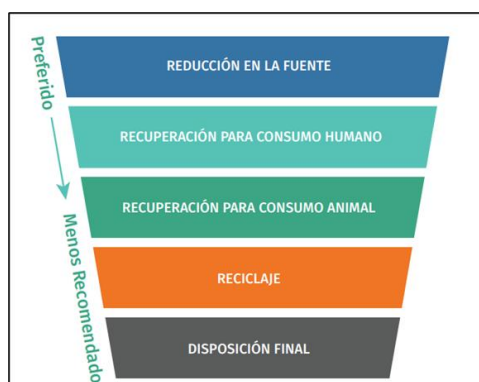 Preferido
REDUCCIÓN EN LA FUENTE
RECUPERACIÓN PARA CONSUMO HUMANO
RECUPERACIÓN PARA CONSUMO ANIMAL
Menos Recomendado
RECICLAJE
DISPOSICIÓN FINAL